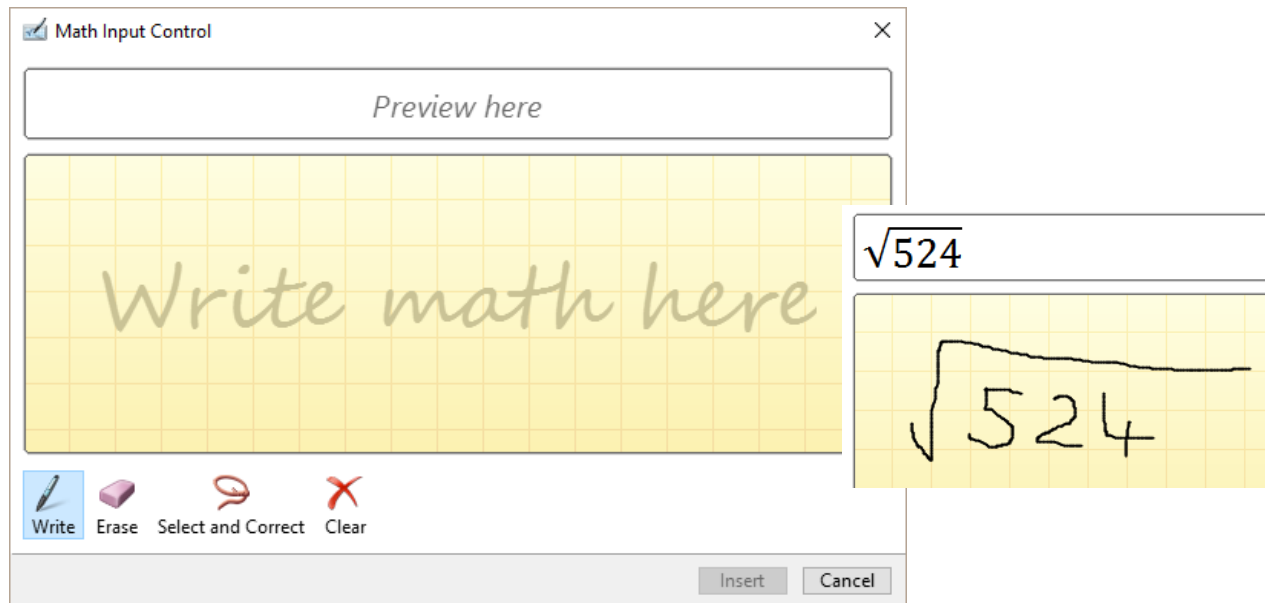 Math Input Control
Preview here
Write math here
√524
√524
Write Erase Select and Correct Clear
Insert Cancel